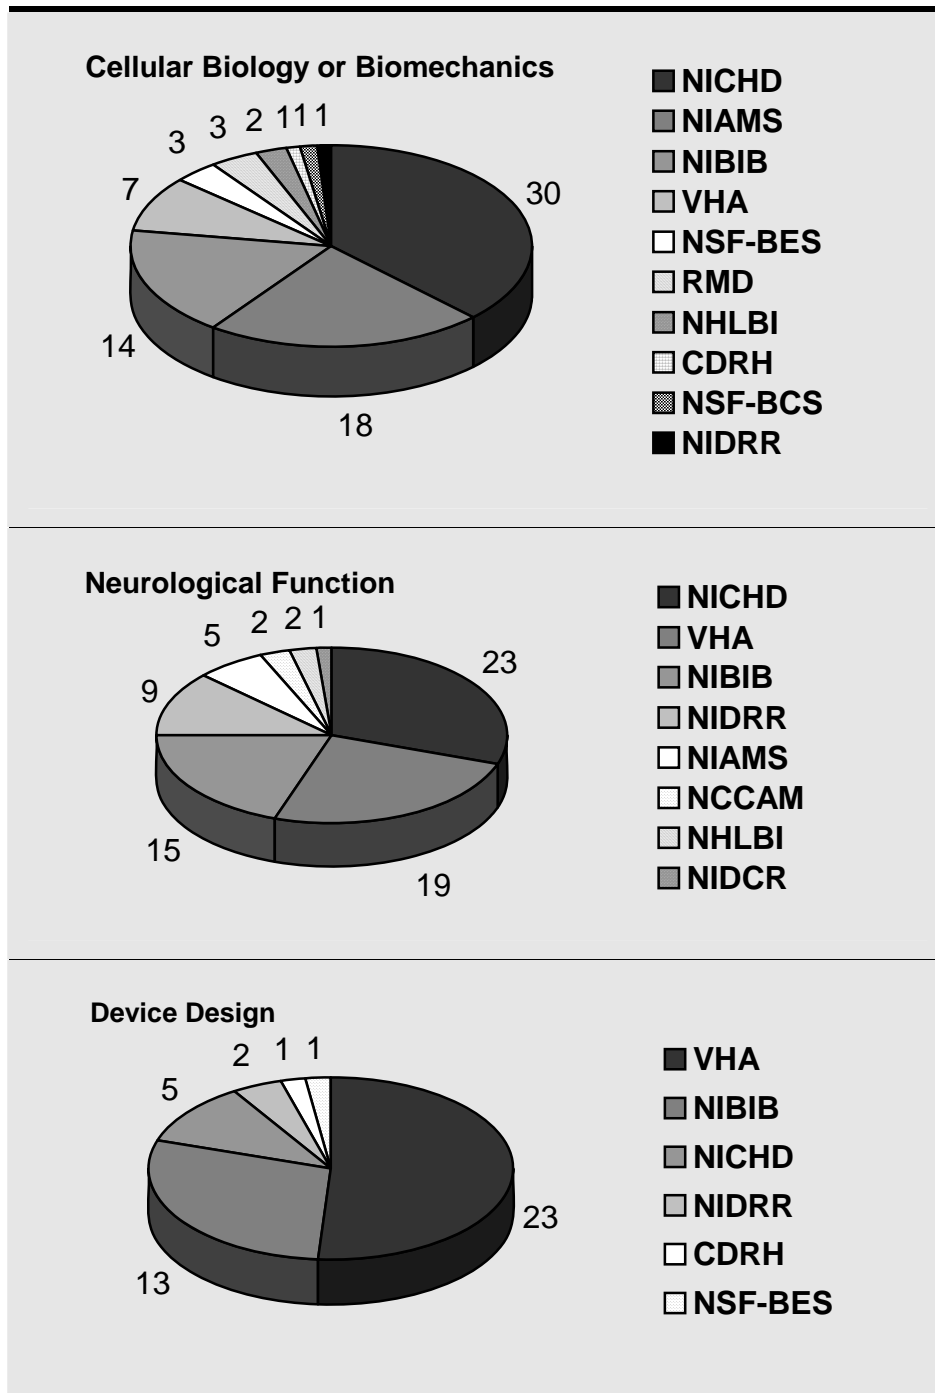 Cellular Biology or Biomechanics
3 3 2 1 1 1
7
30
14
18
NICHD
NIAMS
NIBIB
VHA
NSF-BES
RMD
NHLBI
CDRH
NSF-BCS
NIDRR
Neurological Function
5 2 2 1
23
9
15
19
NICHD
VHA
NIBIB
NIDRR
NIAMS
NCCAM
NHLBI
NIDCR
Device Design
2 1 1
5
23
13
VHA
NIBIB
NICHD
NIDRR
CDRH
NSF-BES